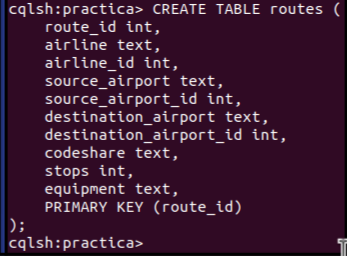 cqlsh:practica> CREATE TABLE routes (
    route_id int,
    airline text,
    airline_id int,
    source_airport text,
    source_airport_id int,
    destination_airport text,
    destination_airport_id int,
    codeshare text,
    stops int,
    equipment text,
    PRIMARY KEY (route_id)
);
cqlsh:practica>